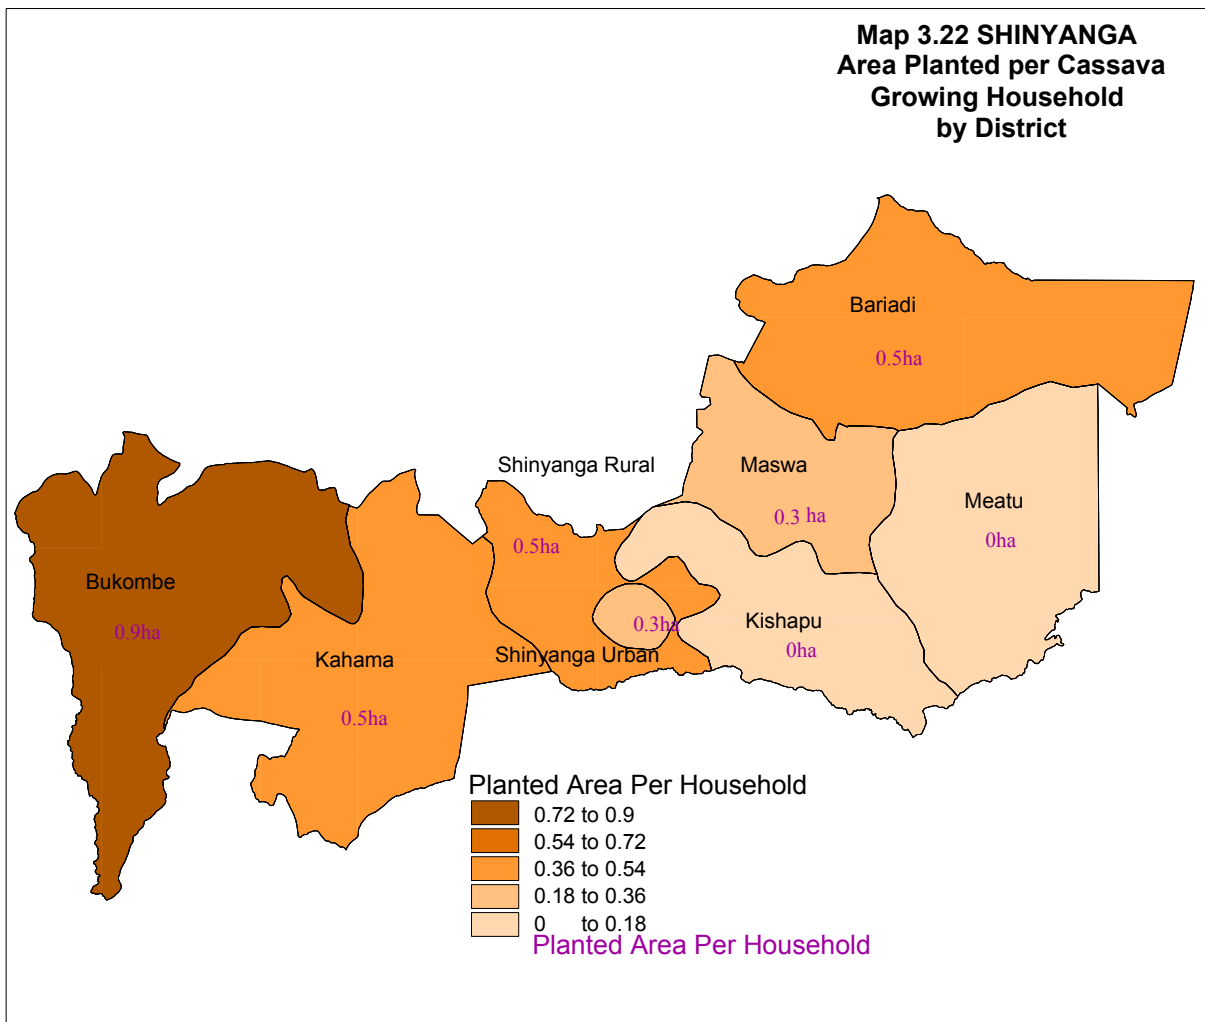 Map 3.22 SHINYANGA
Area Planted per Cassava
Growing Household
by District
Bariadi
0.5ha
Shinyanga Rural
0.5ha
Maswa
0.3 ha
Meatu
0ha
Bukombe
0.9ha
Kahama
0.5ha
0.3ha
Shinyanga Urban
Kishapu
0ha
Planted Area Per Household
0.72 to 0.9
0.54 to 0.72
0.36 to 0.54
0.18 to 0.36
0 to 0.18
Planted Area Per Household